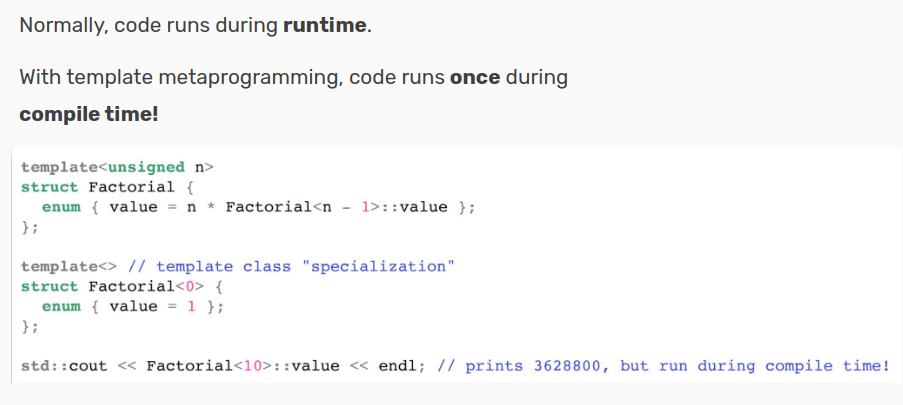 Normally, code runs during runtime.
With template metaprogramming, code runs once during
compile time!
template<unsigned n>
struct Factorial {
  enum { value = n * Factorial<n - 1>::value };
};
template<> // template class "specialization"
struct Factorial<0> {
  enum { value = 1 };
};
std::cout << Factorial<10>::value << endl; // prints 3628800, but run during compile time!